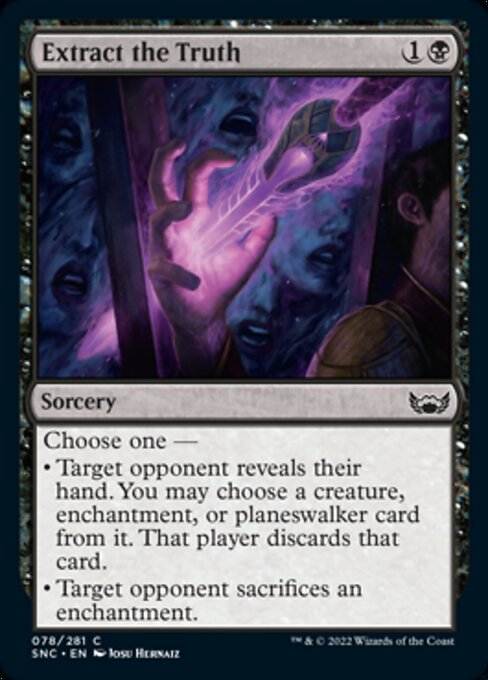 Extract the Truth 1
Sorcery
Choose one —
• Target opponent reveals their
hand. You may choose a creature,
enchantment, or planeswalker card
from it. That player discards that
card.
• Target opponent sacrifices an
enchantment.
078/281 C
SNC • EN Josu Hernaiz
™ & © 2022 Wizards of the Coast